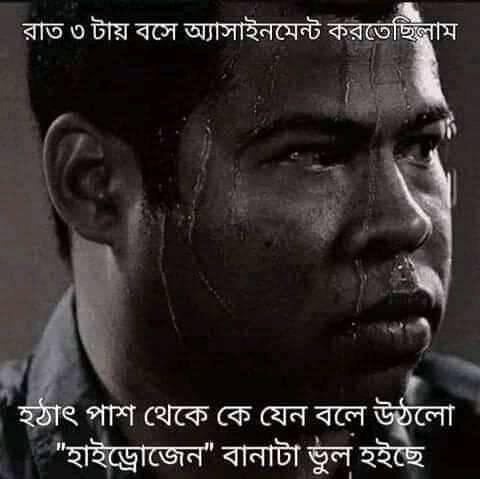 রাত ৩ টায় বসে অ্যাসাইনমেন্ট করতেছিলাম
হঠাৎ পাশ থেকে কে যেন বলে উঠলো
"হাইড্রোজেন" বানাটা ভুল হইছে